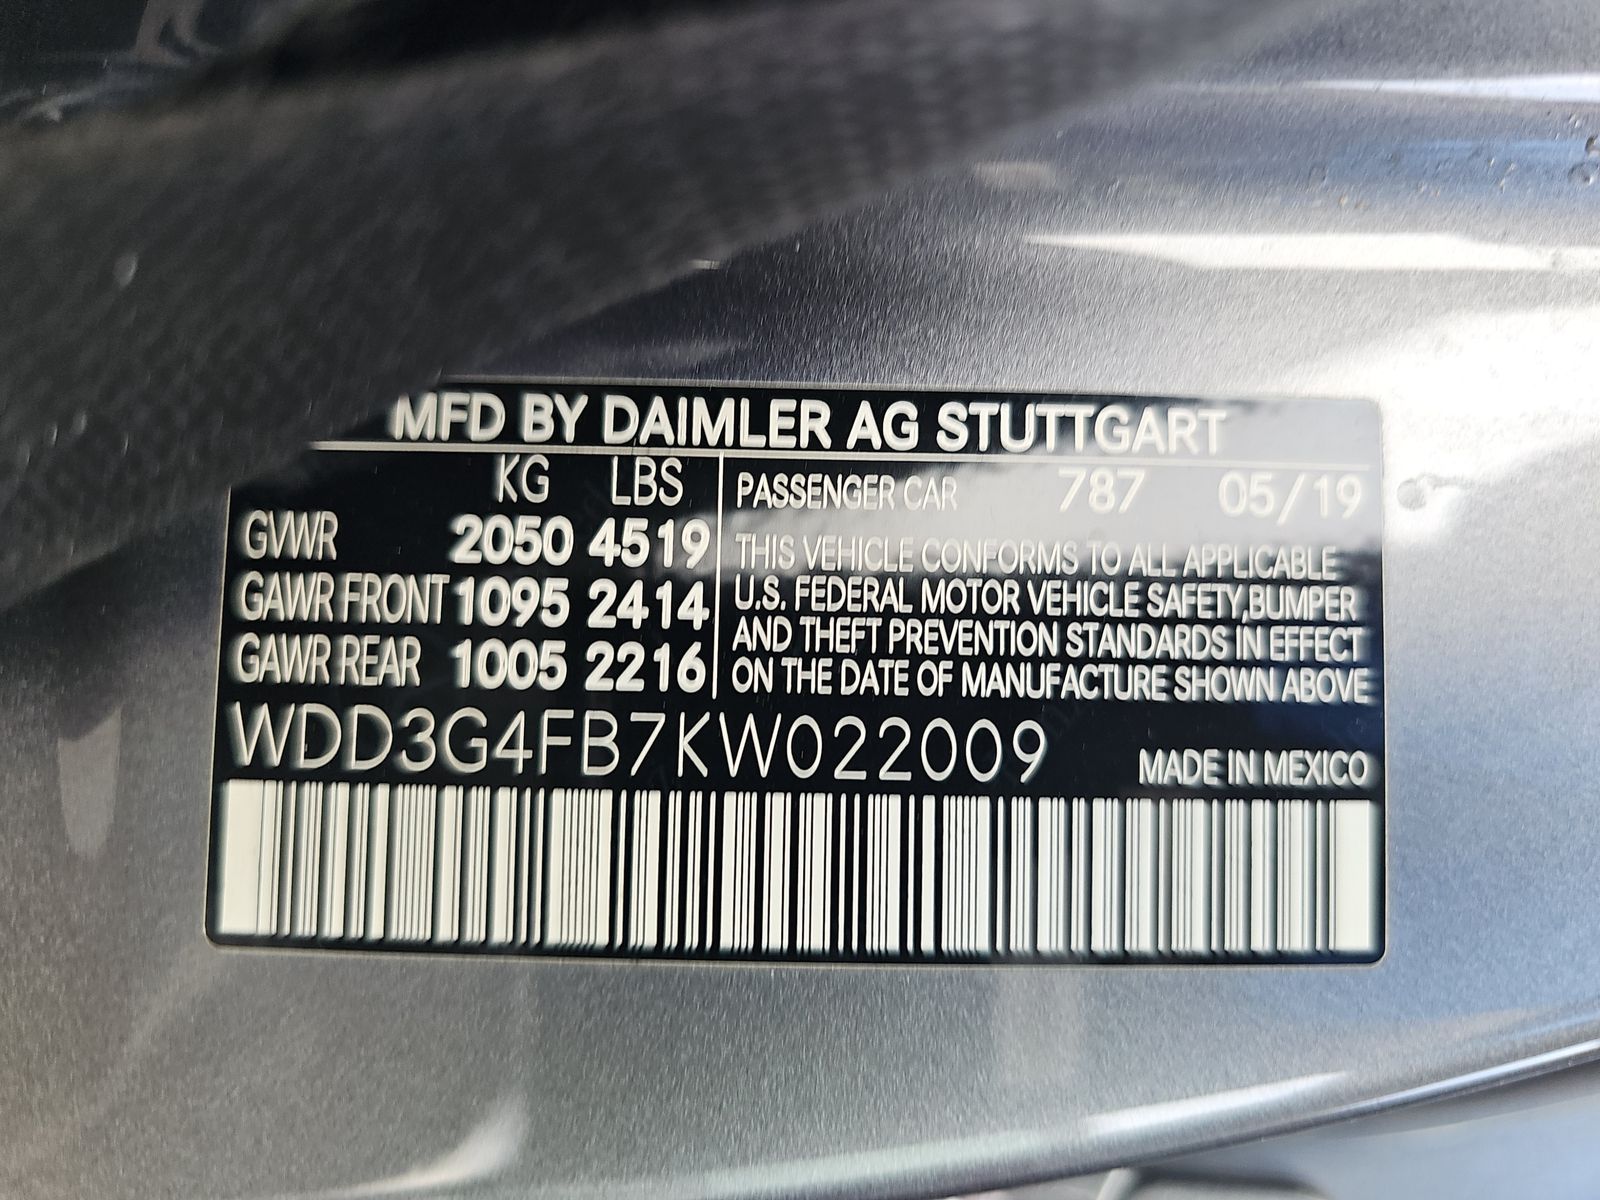 MFD BY DAIMLER AG STUTTGART
KG LBS
GVWR 2050 4519
GAWR FRONT 1095 2414
GAWR REAR 1005 2216
PASSENGER CAR 787 05/19
THIS VEHICLE CONFORMS TO ALL APPLICABLE
U.S. FEDERAL MOTOR VEHICLE SAFETY,BUMPER
AND THEFT PREVENTION STANDARDS IN EFFECT
ON THE DATE OF MANUFACTURE SHOWN ABOVE
WDD3G4FB7KW022009
MADE IN MEXICO